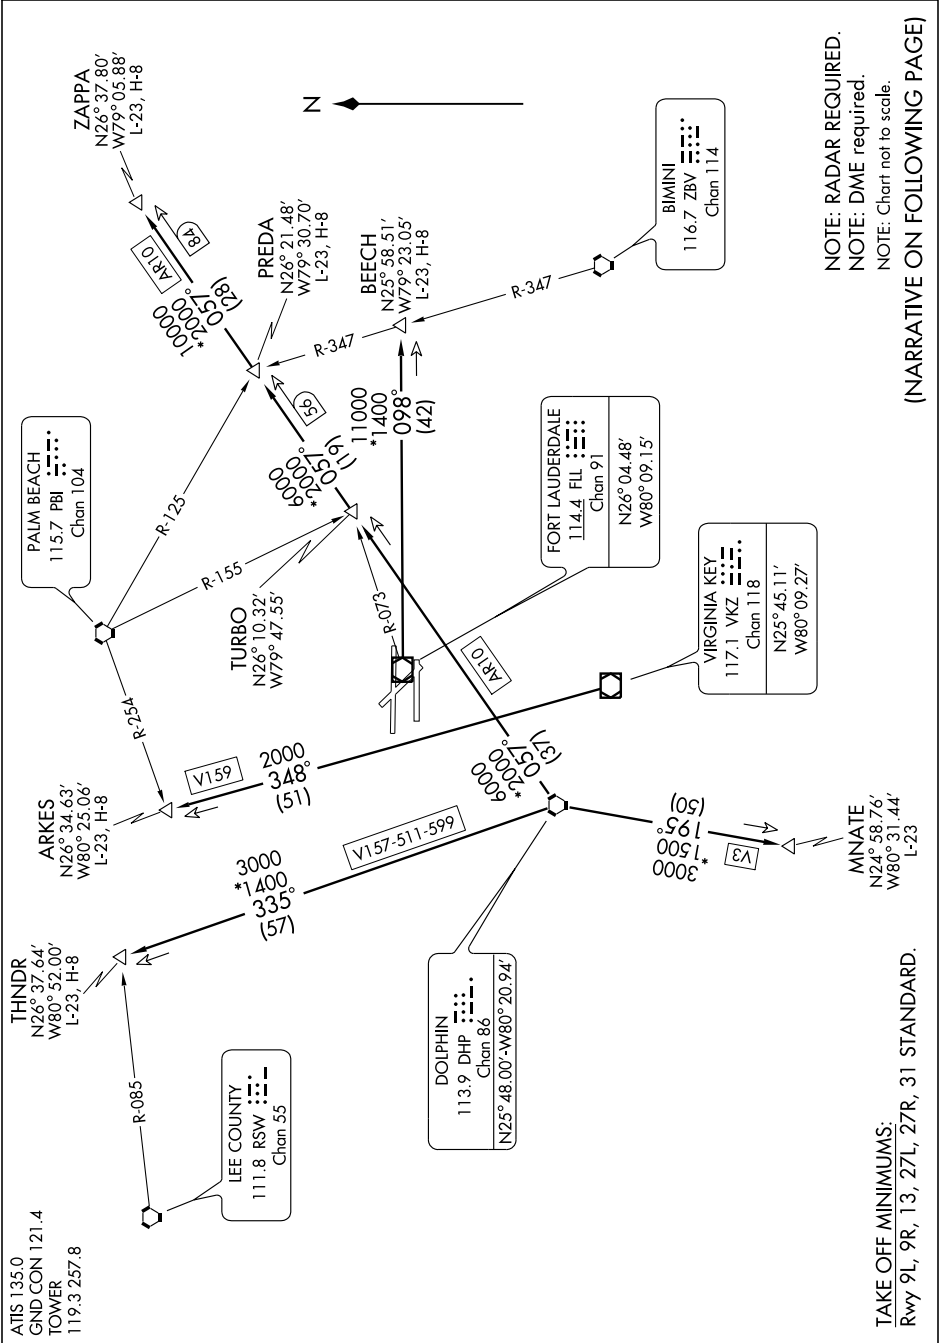 ATIS 135.0
GND CON 121.4
TOWER
119.3 257.8
THNDR
N26° 37.64'
W80° 52.00'
L-23, H-8
ARKES
N26° 34.63'
W80° 25.06'
L-23, H-8
PALM BEACH
115.7 PBI
Chan 104
ZAPPA
N26° 37.80'
W79° 05.88'
L-23, H-8
N
R-085
LEE COUNTY
111.8 RSW
Chan 55
R-254
R-125
R-155
V159
2000
348°
(51)
3000
*1400
335°
(57)
V157-511-599
TURBO
N26° 10.32'
W79° 47.55'
PREDA
N26° 21.48'
W79° 30.70'
L-23, H-8
10000
*2000
057°
(28)
AR10
84
6000
*2000
057°
(19)
56
R-347
BEECH
N25° 58.51'
W79° 23.05'
L-23, H-8
R-347
BIMINI
116.7 ZBV
Chan 114
11000
*1400
098°
(42)
R-073
AR10
6000
*2000
057°
(37)
FORT LAUDERDALE
114.4 FLL
Chan 91
N26° 04.48'
W80° 09.15'
VIRGINIA KEY
117.1 VKZ
Chan 118
N25° 45.11'
W80° 09.27'
DOLPHIN
113.9 DHP
Chan 86
N25° 48.00'-W80° 20.94'
3000
*1500
195°
(50)
V3
MNATE
N24° 58.76'
W80° 31.44'
L-23
NOTE: RADAR REQUIRED.
NOTE: DME required.
NOTE: Chart not to scale.
(NARRATIVE ON FOLLOWING PAGE)
TAKE OFF MINIMUMS:
Rwy 9L, 9R, 13, 27L, 27R, 31 STANDARD.